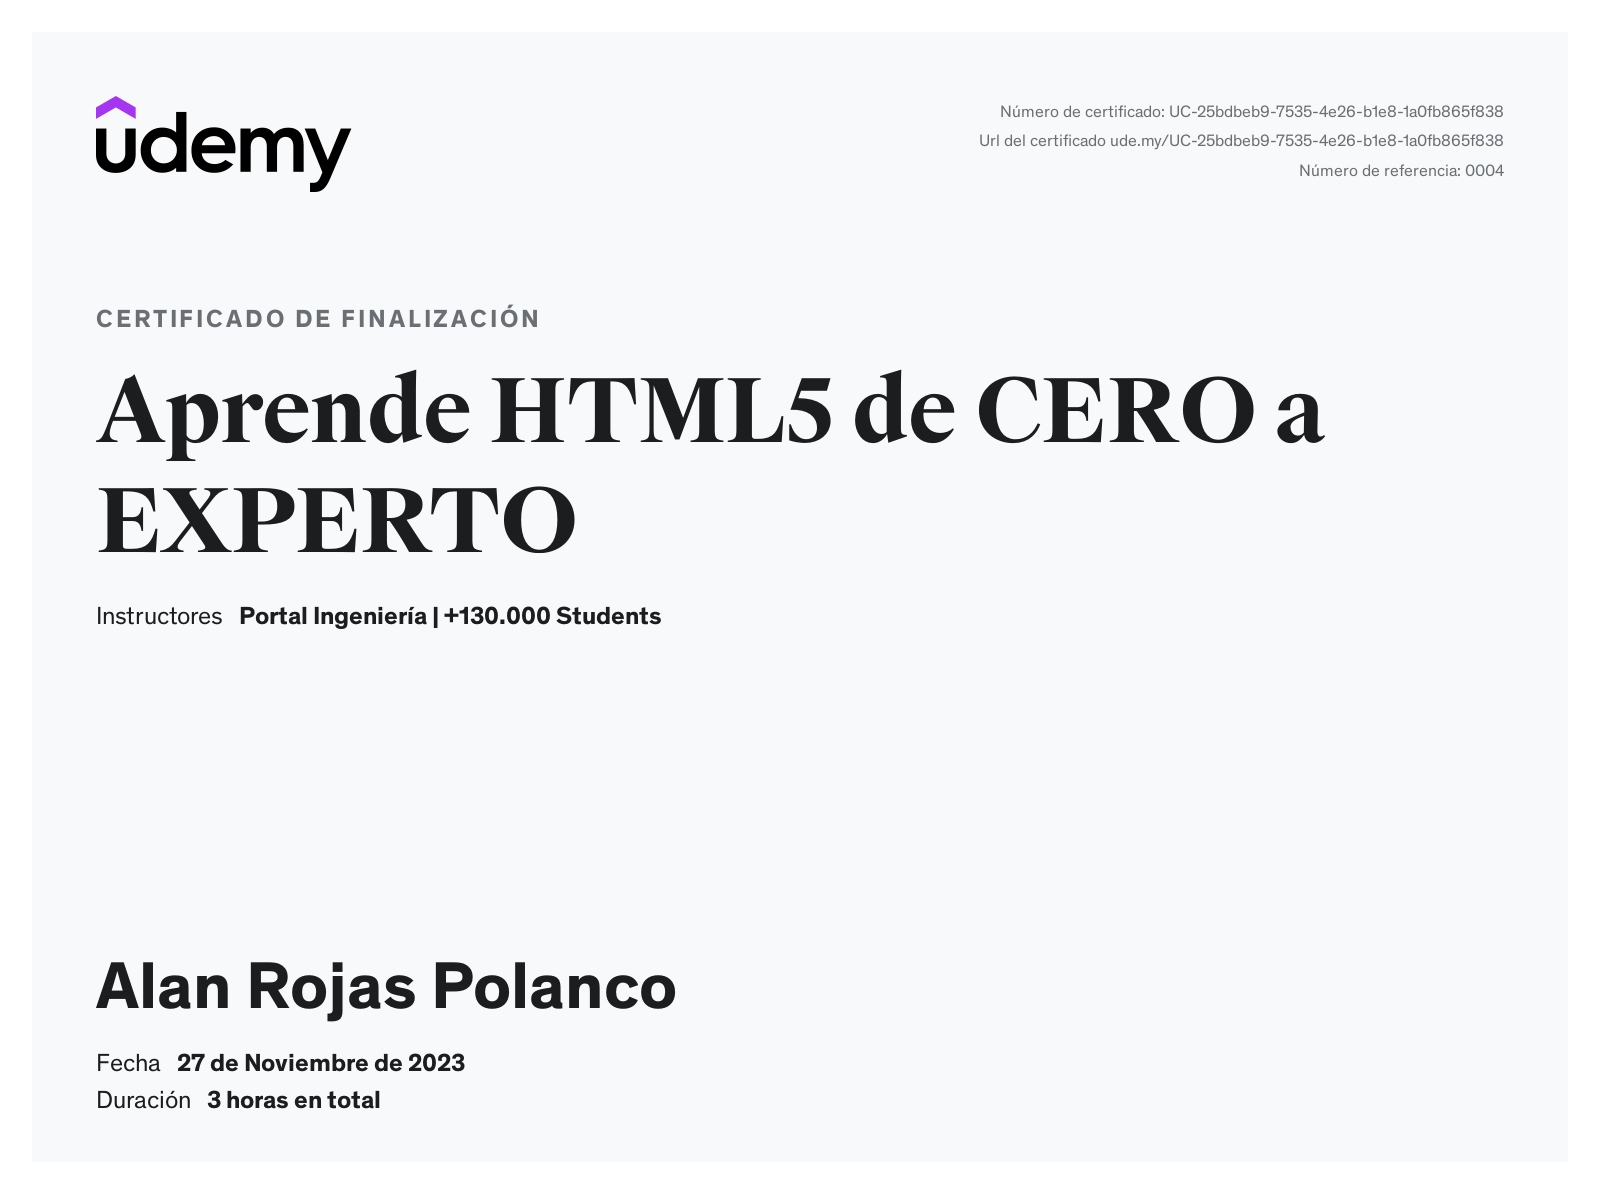 udemy
Número de certificado: UC-25bdbeb9-7535-4e26-b1e8-1a0fb865f838
Url del certificado ude.my/UC-25bdbeb9-7535-4e26-b1e8-1a0fb865f838
Número de referencia: 0004
CERTIFICADO DE FINALIZACIÓN
Aprende HTML5 de CERO a
EXPERTO
Instructores Portal Ingeniería | +130.000 Students
Alan Rojas Polanco
Fecha 27 de Noviembre de 2023
Duración 3 horas en total